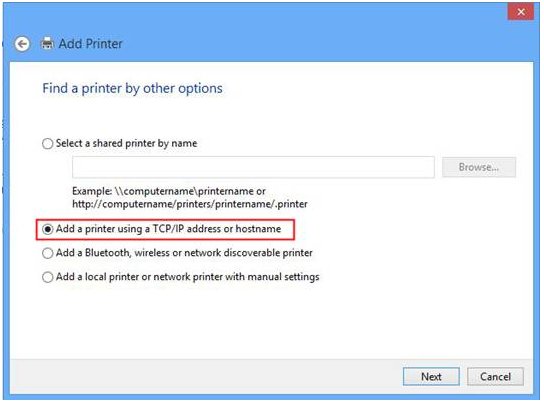 Add Printer
Find a printer by other options
Select a shared printer by name
Browse...
Example: \\computername\printername or
http://computername/printers/printername/.printer
Add a printer using a TCP/IP address or hostname
Add a Bluetooth, wireless or network discoverable printer
Add a local printer or network printer with manual settings
Next
Cancel